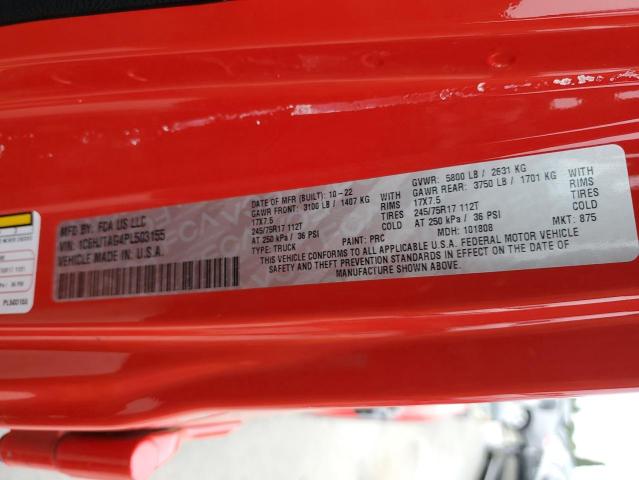 MFD BY: FCA US LLC
VIN: 1C6HJTAG4PL503155
VEHICLE MADE IN U.S.A.
DATE OF MFR (BUILT): 10-22
GAWR FRONT: 3100 LB / 1407 KG WITH
17X7.5 RIMS
245/75R17 112T TIRES
AT 250 kPa / 36 PSI COLD
TYPE: TRUCK PAINT: PRC
GVWR: 5800 LB / 2631 KG
GAWR REAR: 3750 LB / 1701 KG WITH
17X7.5 RIMS
245/75R17 112T TIRES
AT 250 kPa / 36 PSI COLD
MDH: 101808 MKT: 875
THIS VEHICLE CONFORMS TO ALL APPLICABLE U.S.A. FEDERAL MOTOR VEHICLE
SAFETY AND THEFT PREVENTION STANDARDS IN EFFECT ON THE DATE OF
MANUFACTURE SHOWN ABOVE.
PL503155